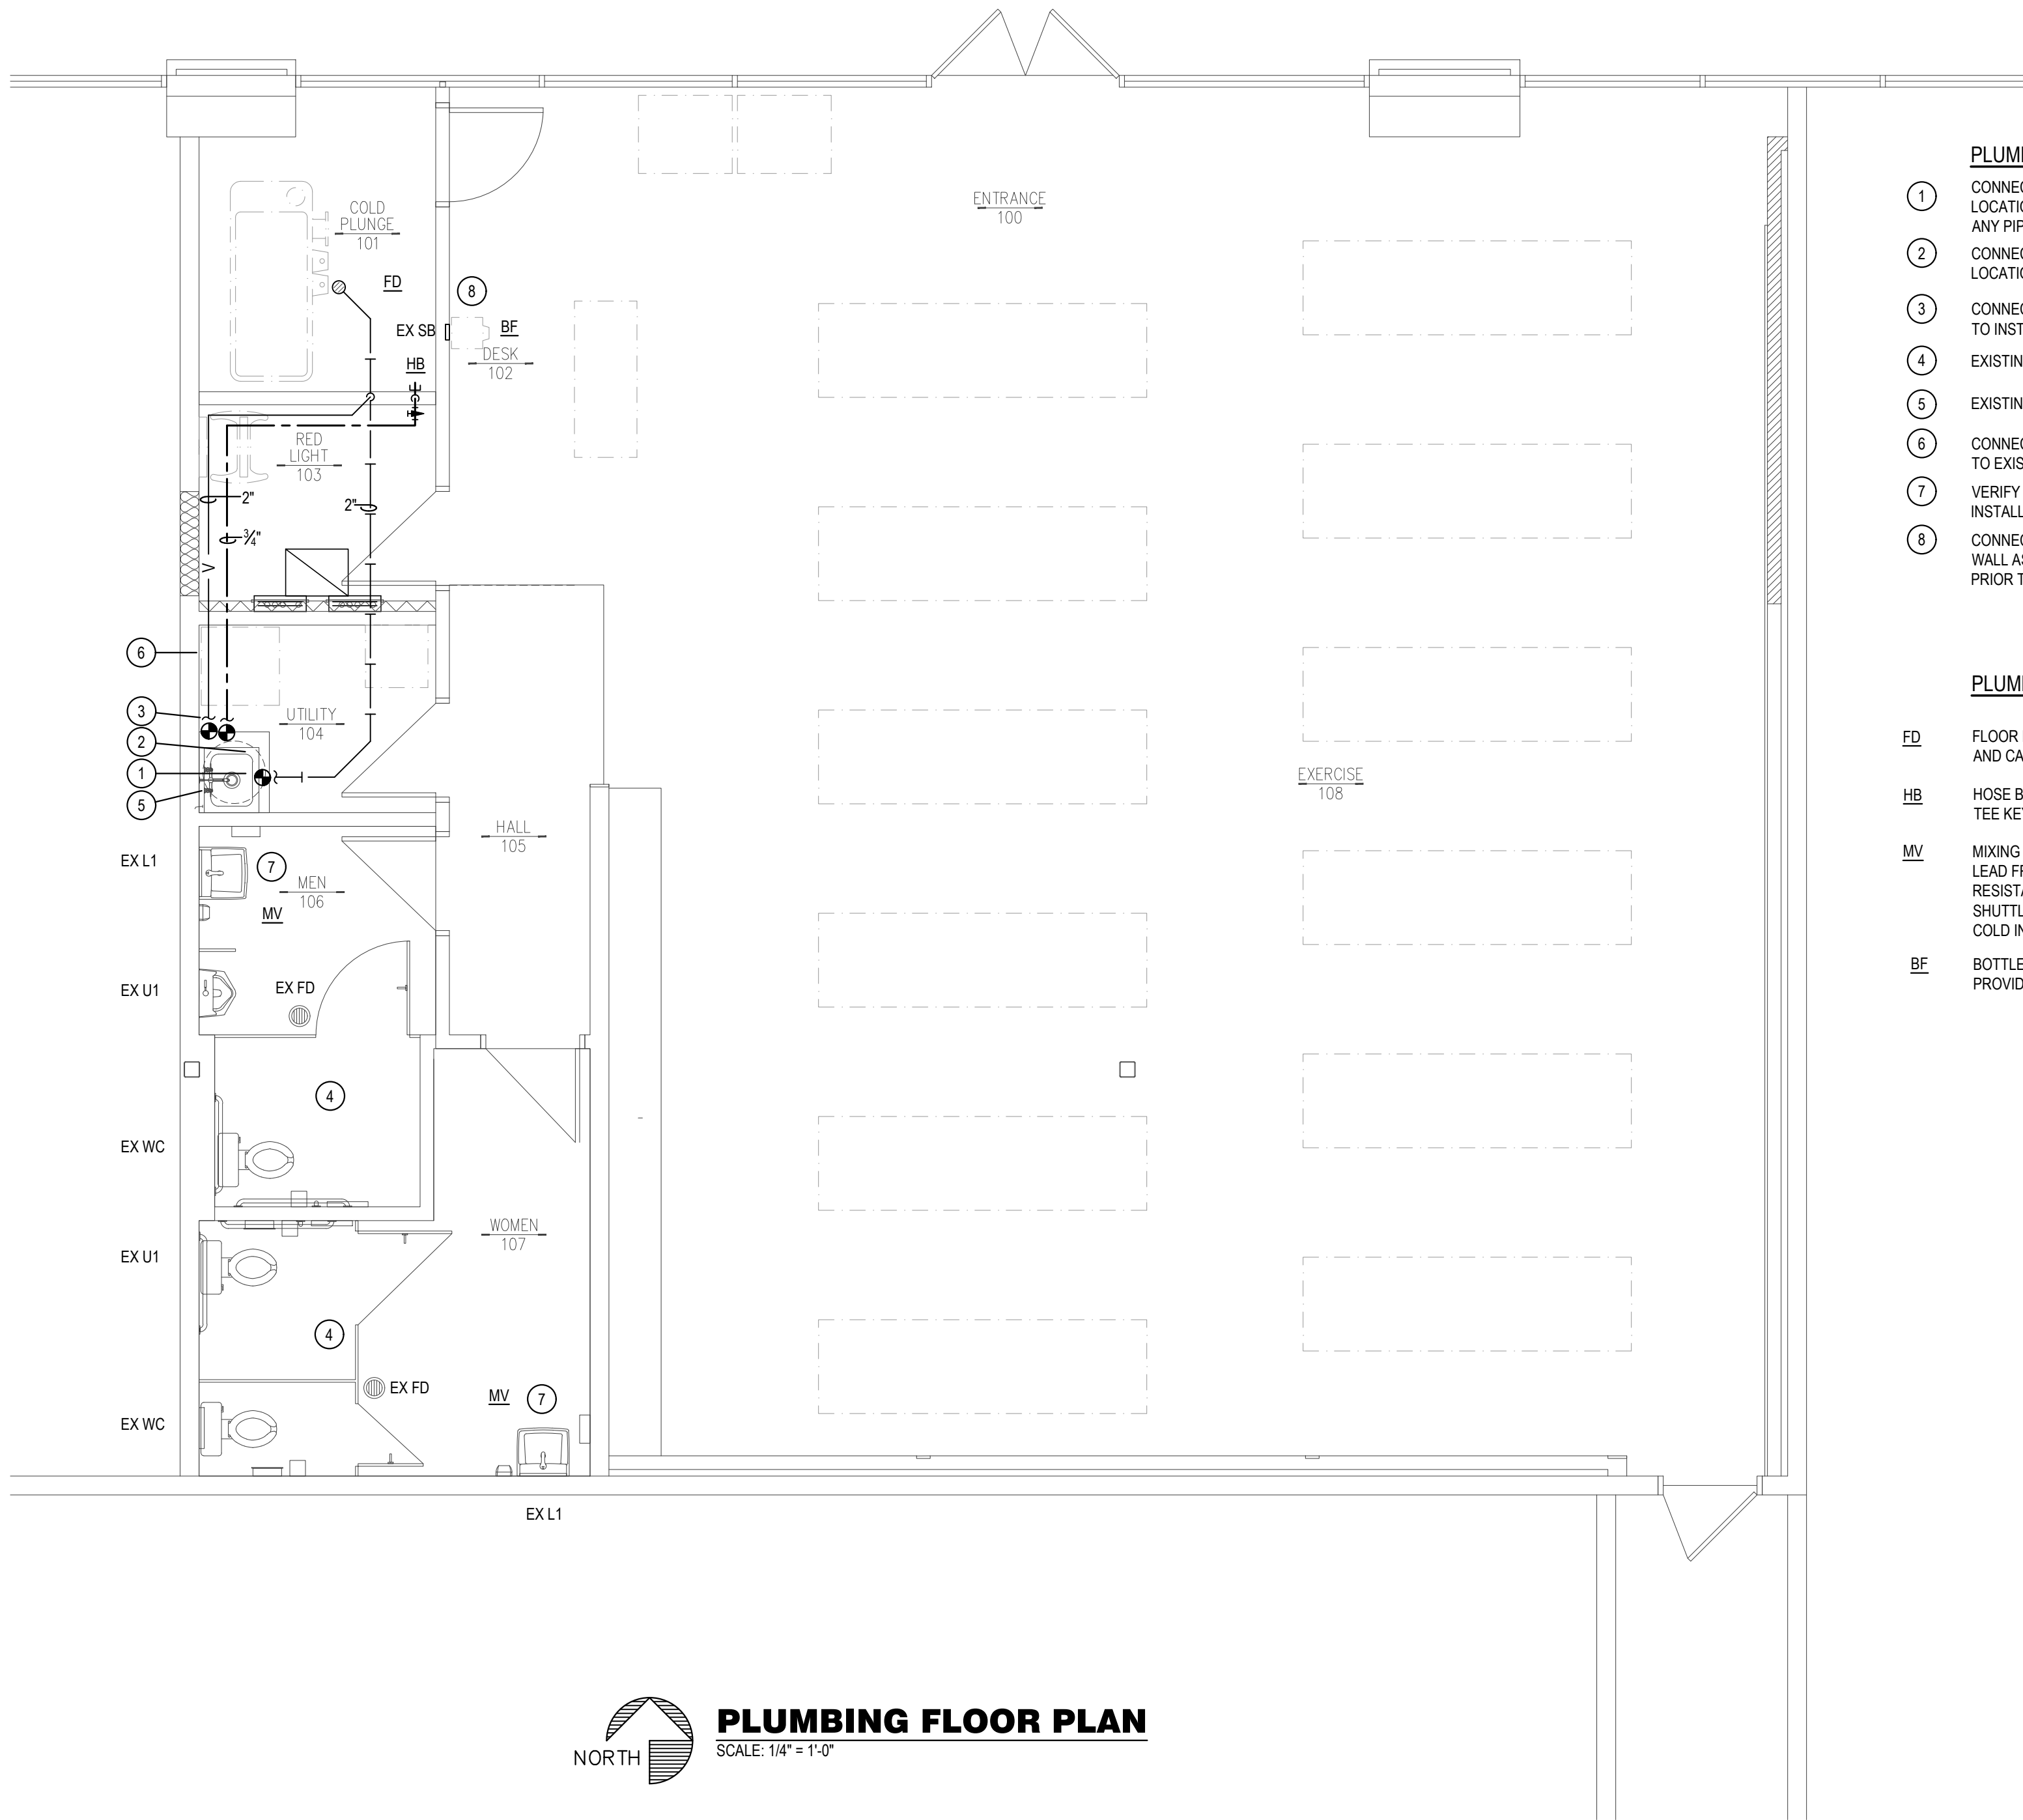 ENTRANCE
100
COLD
PLUNGE
101
FD
8
EX SB
BF
DESK
102
HB
RED
LIGHT
103
2"
2"
3/4"
V
6
3
UTILITY
104
2
1
5
EXERCISE
108
HALL
105
EX L1
7
MEN
106
MV
EX U1
EX FD
4
EX WC
WOMEN
107
EX U1
4
EX FD
MV
7
EX WC
EX L1
NORTH
PLUMBING FLOOR PLAN
SCALE: 1/4" = 1'-0"
PLUM
1
CONNEC
LOCATIO
ANY PIP
2
CONNEC
LOCATIO
3
CONNEC
TO INST
4
EXISTIN
5
EXISTIN
6
CONNEC
TO EXIS
7
VERIFY
INSTALL
8
CONNEC
WALL AS
PRIOR T
PLUM
FD
FLOOR
AND CA
HB
HOSE B
TEE KEY
MV
MIXING
LEAD FR
RESISTA
SHUTTL
COLD IN
BF
BOTTLE
PROVID